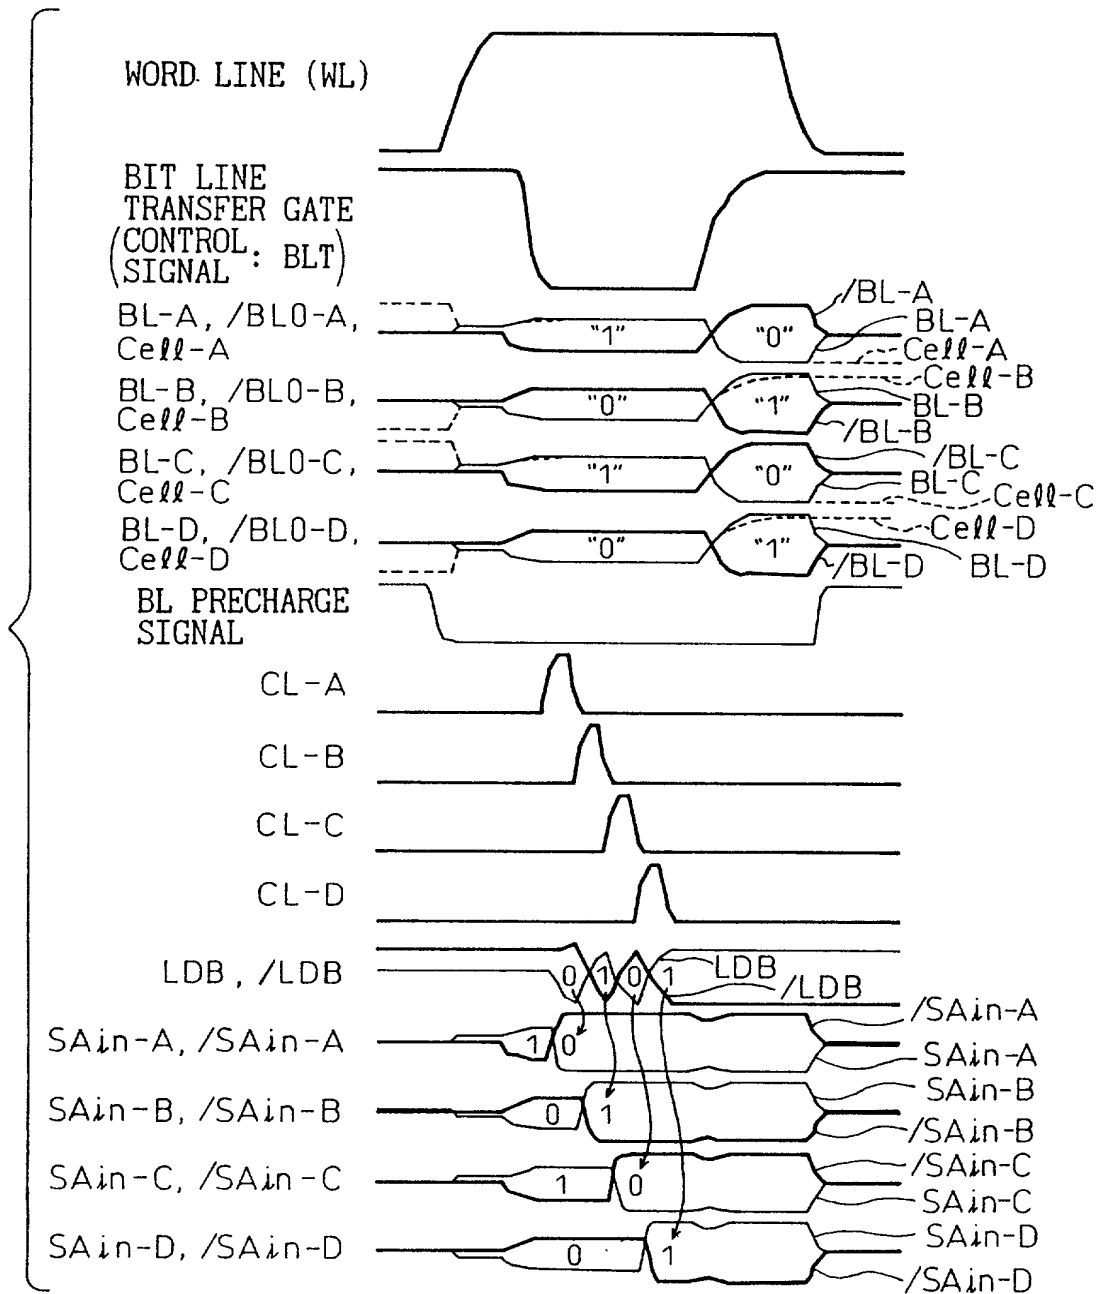 WORD LINE (WL)
BIT LINE
TRANSFER GATE
(CONTROL SIGNAL : BLT)
/BL-A
BL-A, /BL0-A,
"1"
"0"
BL-A
Cell-A
Cell-A
Cell-B
BL-B, /BL0-B,
"0"
"1"
BL-B
Cell-B
/BL-B
BL-C, /BL0-C,
"1"
"0"
/BL-C
BL-C
Cell-C
Cell-C
BL-D, /BL0-D,
"0"
"1"
Cell-D
Cell-D
/BL-D
BL-D
BL PRECHARGE
SIGNAL
CL-A
CL-B
CL-C
CL-D
LDB, /LDB
0 1 0 1
LDB
/LDB
/SAin-A
SAin-A, /SAin-A
1 0
SAin-A
SAin-B
SAin-B, /SAin-B
0 1
/SAin-B
/SAin-C
SAin-C, /SAin-C
1 0
SAin-C
SAin-D
SAin-D, /SAin-D
0 1
/SAin-D